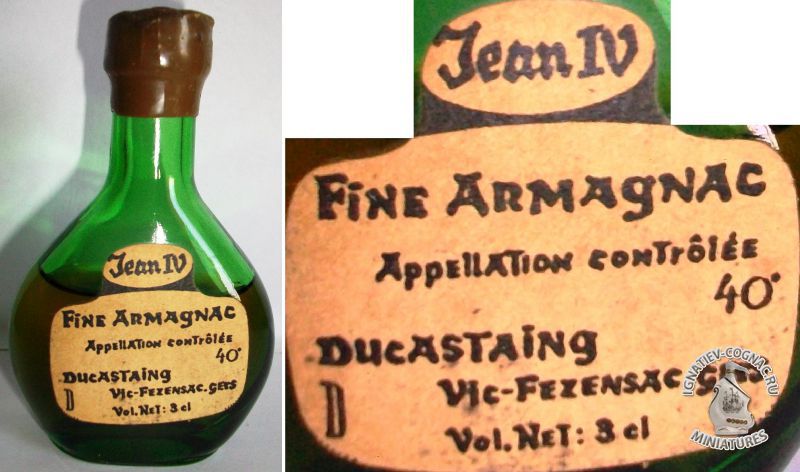 Jean IV
Fine Armagnac
Appellation contrôlée
40°
Ducastaing
D Vic-Fezensac. Gers
Vol. Net: 3 cl
Jean IV
Fine Armagnac
Appellation contrôlée
40°
Ducastaing
D Vic-Fezensac. Gers
Vol. Net: 3 cl
IGNATIEV-COGNAC.RU
MINIATURES